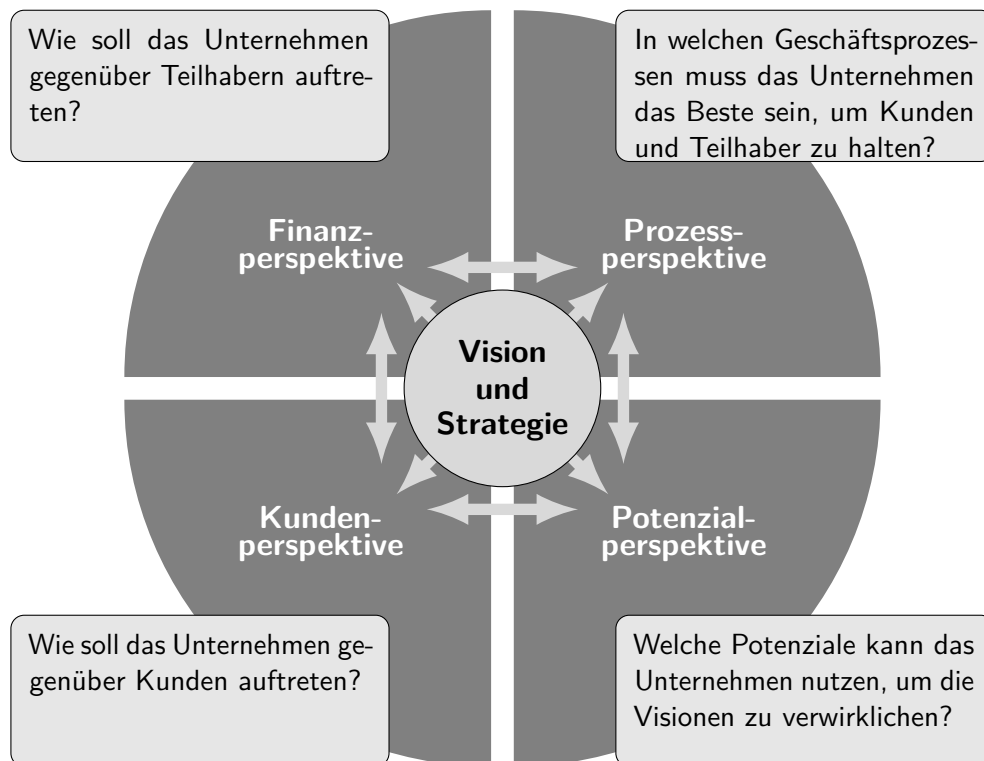 Wie soll das Unternehmen
gegenüber Teilhabern auftre-
ten?
In welchen Geschäftsprozes-
sen muss das Unternehmen
das Beste sein, um Kunden
und Teilhaber zu halten?
Finanz-
perspektive
Prozess-
perspektive
Vision
und
Strategie
Kunden-
perspektive
Potenzial-
perspektive
Wie soll das Unternehmen ge-
genüber Kunden auftreten?
Welche Potenziale kann das
Unternehmen nutzen, um die
Visionen zu verwirklichen?